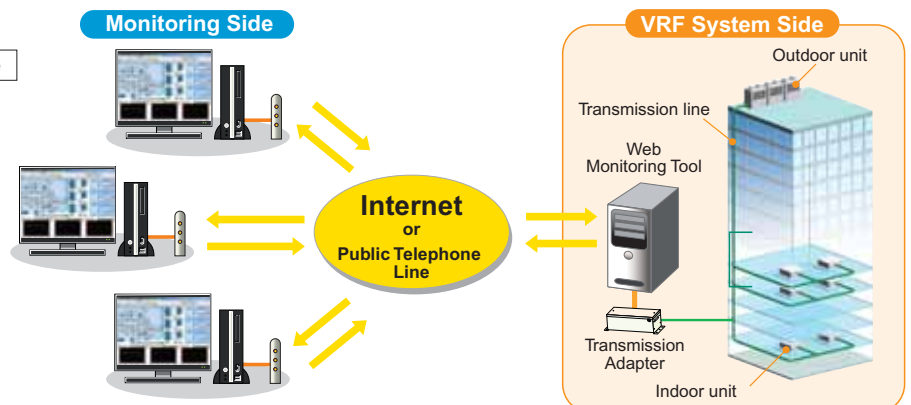 Monitoring Side
VRF System Side
Outdoor unit
Transmission line
Web
Monitoring Tool
Internet
or
Public Telephone
Line
Transmission
Adapter
Indoor unit